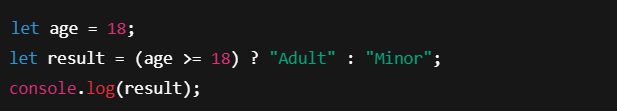 let age = 18;
let result = (age >= 18) ? "Adult" : "Minor";
console.log(result);